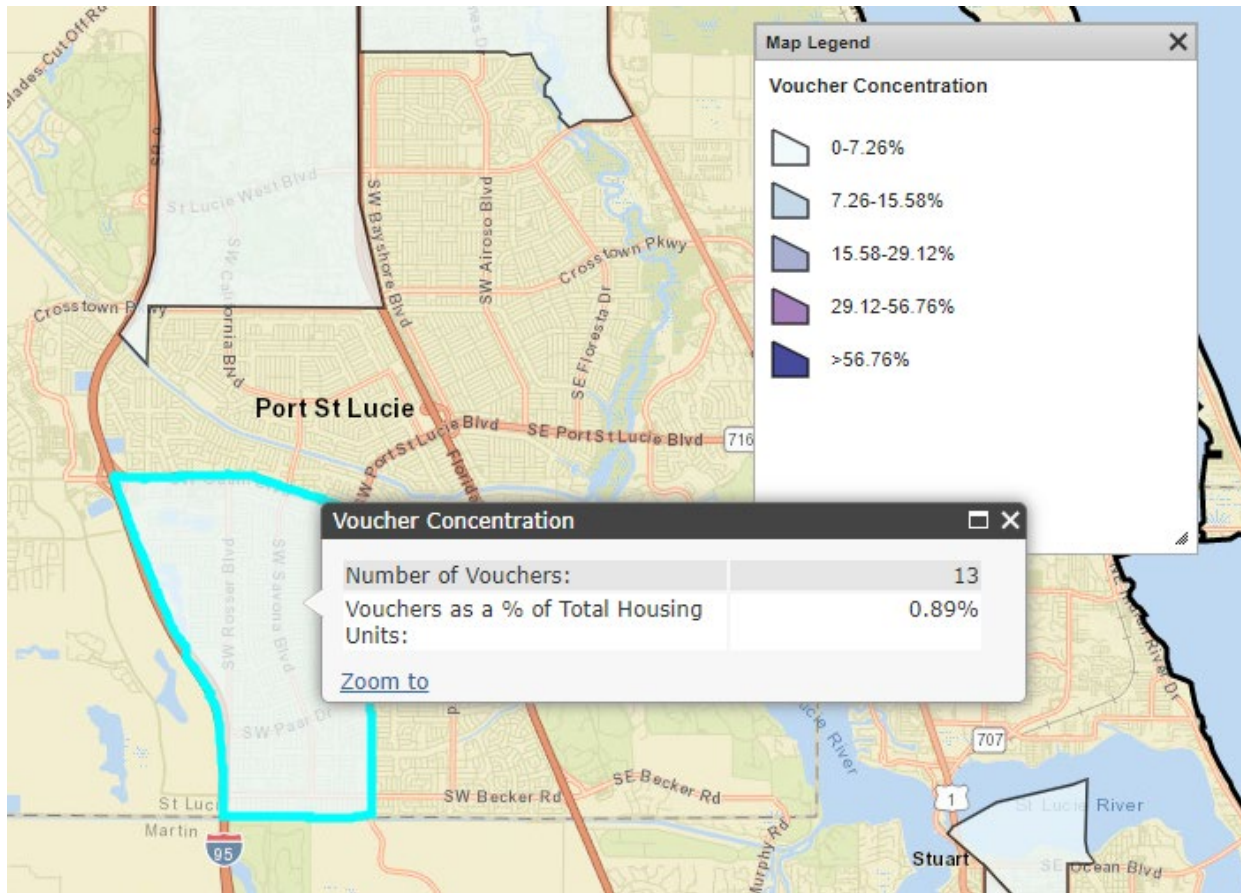 Map Legend
Voucher Concentration
0-7.26%
7.26-15.58%
15.58-29.12%
29.12-56.76%
>56.76%
St Lucie West Blvd
SW California Blvd
SW Bayshore Blvd
SW Airoso Blvd
Crosstown Pkwy
SE Floresta Dr
Port St Lucie
SW Port St Lucie Blvd
SE Port St Lucie Blvd
716
Florida
Voucher Concentration
Number of Vouchers: 13
Vouchers as a % of Total Housing 0.89%
Units:
Zoom to
SW Rosser Blvd
SW Savona Blvd
SW Paar Dr
SW Becker Rd
SE Becker Rd
Murphy Rd
Martin
95
707
1
St Lucie River
Stuart
SE Ocean Blvd